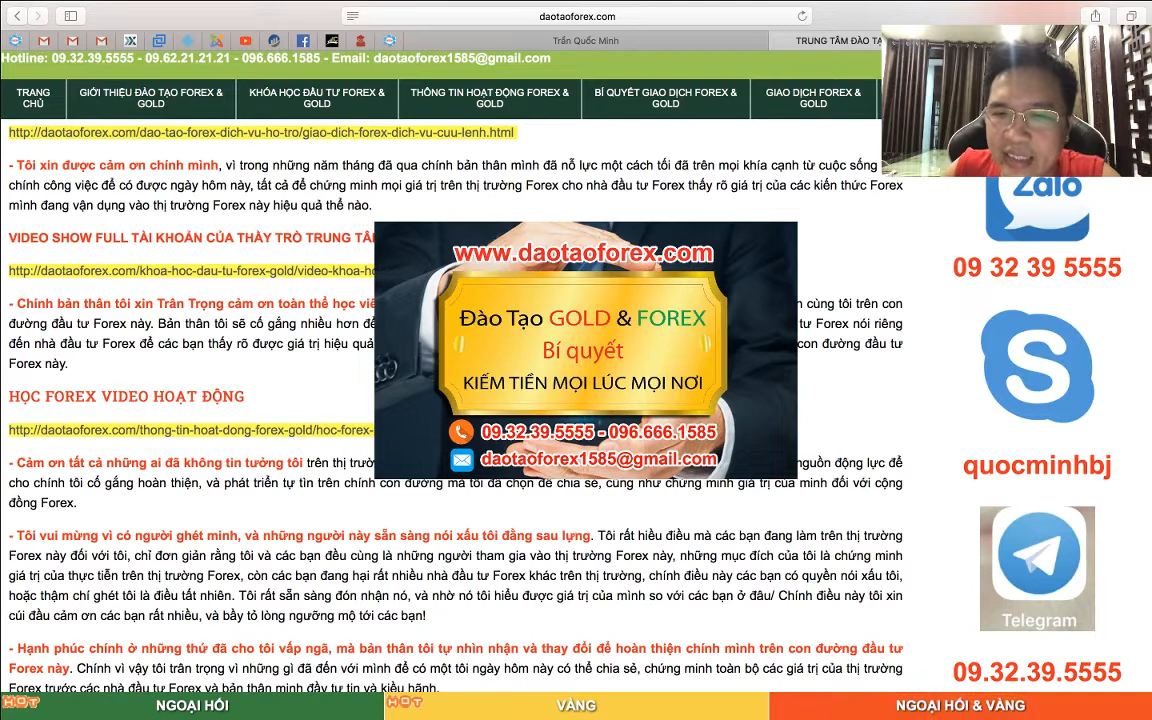 daotaoforex.com
Trần Quốc Minh
TRUNG TÂM ĐÀO TẠ
Hotline: 09.32.39.5555 - 09.62.21.21.21 - 096.666.1585 - Email: daotaoforex1585@gmail.com
TRANG CHỦ
GIỚI THIỆU ĐÀO TẠO FOREX & GOLD
KHÓA HỌC ĐẦU TƯ FOREX & GOLD
THÔNG TIN HOẠT ĐỘNG FOREX & GOLD
BÍ QUYẾT GIAO DỊCH FOREX & GOLD
GIAO DỊCH FOREX & GOLD
http://daotaoforex.com/dao-tao-forex-dich-vu-ho-tro/giao-dich-forex-dich-vu-cuu-lenh.html
- Tôi xin được cảm ơn chính mình, vì trong những năm tháng đã qua chính bản thân mình đã nỗ lực một cách tối đã trên mọi khía cạnh từ cuộc sống
chính công việc để có được ngày hôm này, tất cả để chứng minh mọi giá trị trên thị trường Forex cho nhà đầu tư Forex thấy rõ giá trị của các kiến thức Forex
mình đang vận dụng vào thị trường Forex này hiệu quả thế nào.
VIDEO SHOW FULL TÀI KHOẢN CỦA THẦY TRÒ TRUNG TÂ
http://daotaoforex.com/khoa-hoc-dau-tu-forex-gold/video-khoa-h
- Chính bản thân tôi xin Trân Trọng cảm ơn toàn thể học viê
n cùng tôi trên con
đường đầu tư Forex này. Bản thân tôi sẽ cố gắng nhiều hơn để
tư Forex nói riêng
đến nhà đầu tư Forex để các bạn thấy rõ được giá trị hiệu quả
con đường đầu tư
Forex này.
HỌC FOREX VIDEO HOẠT ĐỘNG
http://daotaoforex.com/thong-tin-hoat-dong-forex-gold/hoc-forex-
- Cảm ơn tất cả những ai đã không tin tưởng tôi trên thị trườ
nguồn động lực để
cho chính tôi cố gắng hoàn thiện, và phát triển tự tin trên chính con đường mà tôi đã chọn để chia sẻ, cũng như chứng minh giá trị của mình đối với cộng
đồng Forex.
- Tôi vui mừng vì có người ghét minh, và những người này sẵn sàng nói xấu tôi đằng sau lựng. Tôi rất hiều điều mà các bạn đang làm trên thị trường
Forex này đối với tôi, chỉ đơn giản rằng tôi và các bạn đều cùng là những người tham gia vào thị trường Forex này, những mục đích của tôi là chứng minh
giá trị của thực tiễn trên thị trường Forex, còn các bạn đang hại rất nhiều nhà đầu tư Forex khác trên thị trường, chính điều này các bạn có quyền nói xấu tôi,
hoặc thậm chí ghét tôi là điều tất nhiên. Tôi rất sẵn sàng đón nhận nó, và nhờ nó tôi hiểu được giá trị của mình so với các bạn ở đâu/ Chính điều này tôi xin
cúi đầu cảm ơn các bạn rất nhiều, và bầy tỏ lòng ngưỡng mộ tới các bạn!
- Hạnh phúc chính ở những thứ đã cho tôi vấp ngã, mà bản thân tôi tự nhìn nhận và thay đổi để hoàn thiện chính mình trên con đường đầu tư
Forex này. Chính vì vậy tôi trân trọng vì những gì đã đến với mình để có một tôi ngày hôm này có thể chia sẻ, chứng minh toàn bộ các giá trị của thị trường
Forex trước các nhà đầu tư Forex và bản thân mình đầy tự tin và kiều hãnh.
www.daotaoforex.com
Đào Tạo GOLD & FOREX
Bí quyết
KIẾM TIỀN MỌI LÚC MỌI NƠI
09.32.39.5555 - 096.666.1585
daotaoforex1585@gmail.com
Zalo
09 32 39 5555
quocminhbj
Telegram
09.32.39.5555
HOT
NGOẠI HỐI
HOT
VÀNG
NGOẠI HỐI & VÀNG